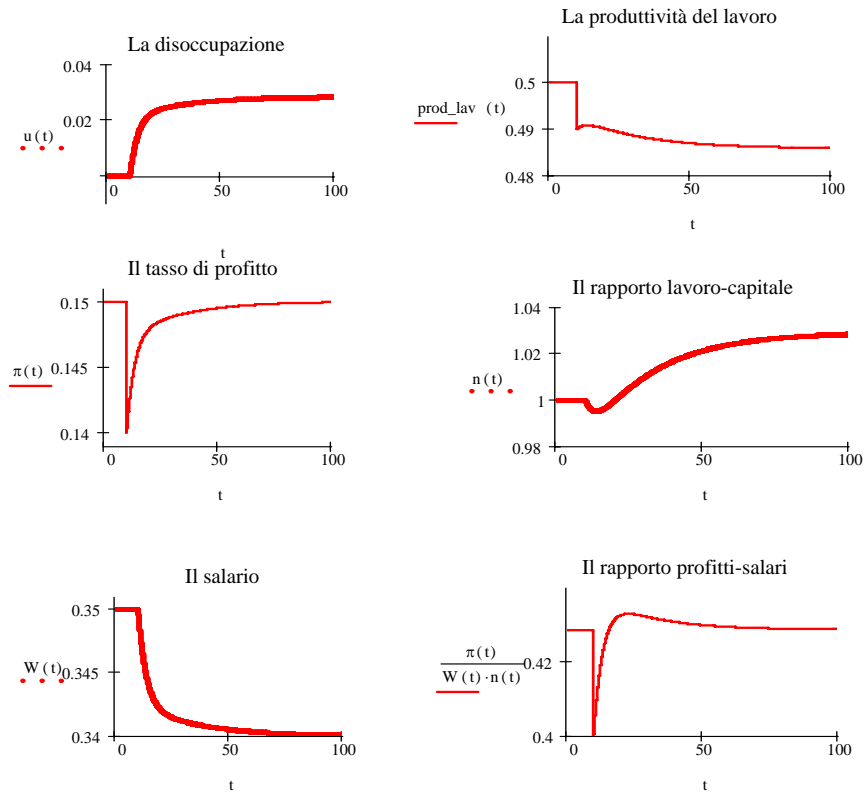 La disoccupazione
0.04
0.02
u(t)
0
50
100
t
La produttività del lavoro
0.5
prod_lav (t)
0.49
0.48
0
50
100
t
Il tasso di profitto
0.15
0.145
π(t)
0.14
0
50
100
t
Il rapporto lavoro-capitale
1.04
1.02
n(t)
1
0.98
0
50
100
t
Il salario
0.35
W(t)
0.345
0.34
0
50
100
t
Il rapporto profitti-salari
π(t)
W(t)·n(t)
0.42
0.4
0
50
100
t